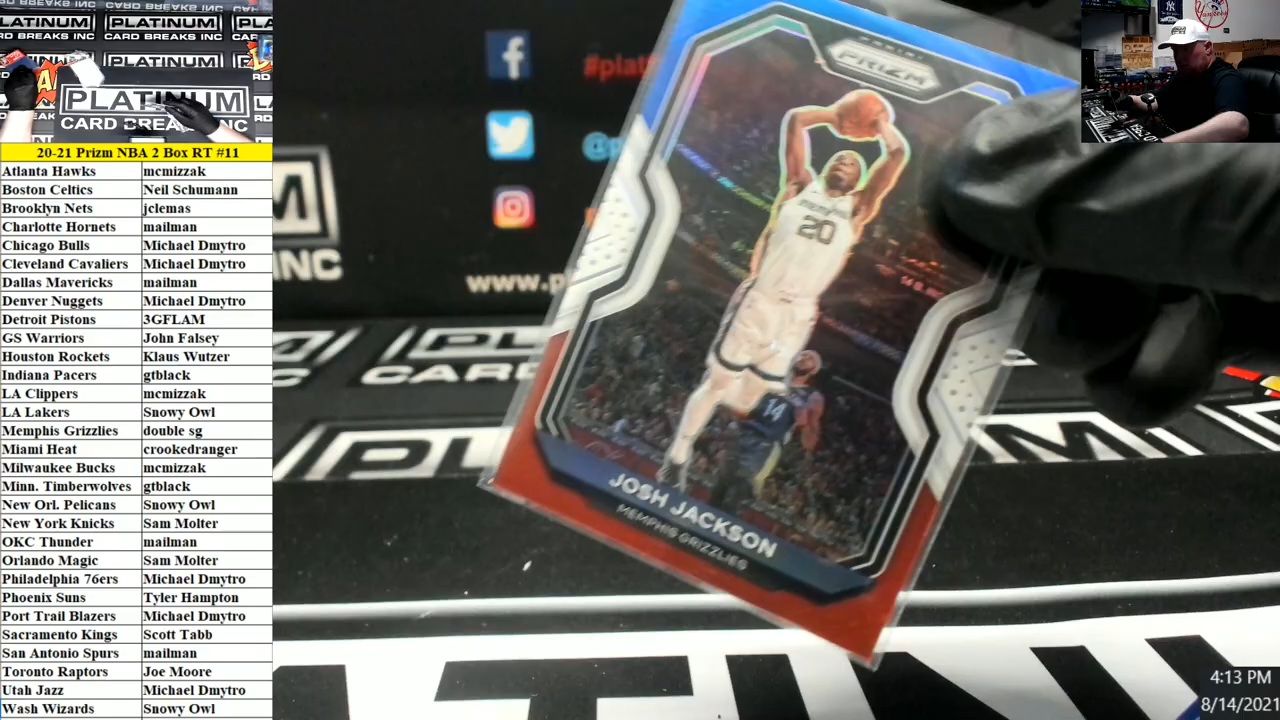 PLATINUM
CARD BREAKS INC
PLATINUM
CARD BREAKS INC
20-21 Prizm NBA 2 Box RT #11
Atlanta Hawks mcmizzak
Boston Celtics Neil Schumann
Brooklyn Nets jclemas
Charlotte Hornets mailman
Chicago Bulls Michael Dmytro
Cleveland Cavaliers Michael Dmytro
Dallas Mavericks mailman
Denver Nuggets Michael Dmytro
Detroit Pistons 3GFLAM
GS Warriors John Falsey
Houston Rockets Klaus Wutzer
Indiana Pacers gtblack
LA Clippers mcmizzak
LA Lakers Snowy Owl
Memphis Grizzlies double sg
Miami Heat crookedranger
Milwaukee Bucks mcmizzak
Minn. Timberwolves gtblack
New Orl. Pelicans Snowy Owl
New York Knicks Sam Molter
OKC Thunder mailman
Orlando Magic Sam Molter
Philadelphia 76ers Michael Dmytro
Phoenix Suns Tyler Hampton
Port Trail Blazers Michael Dmytro
Sacramento Kings Scott Tabb
San Antonio Spurs mailman
Toronto Raptors Joe Moore
Utah Jazz Michael Dmytro
Wash Wizards Snowy Owl
#plat
@p
www.p
INC
PANINI
PRIZM
MEMPHIS
20
14
JOSH JACKSON
MEMPHIS GRIZZLIES
4:13 PM
8/14/2021